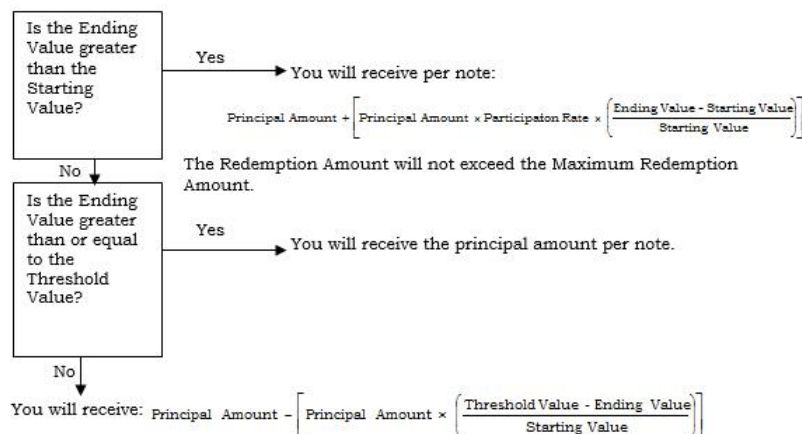 Is the Ending
Value greater
than the
Starting
Value?
Yes
You will receive per note:
Principal Amount + [Principal Amount × Participaton Rate × (Ending Value - Starting Value / Starting Value)]
The Redemption Amount will not exceed the Maximum Redemption
Amount.
No
Is the Ending
Value greater
than or equal
to the
Threshold
Value?
Yes
You will receive the principal amount per note.
No
You will receive: Principal Amount - [Principal Amount × (Threshold Value - Ending Value / Starting Value)]